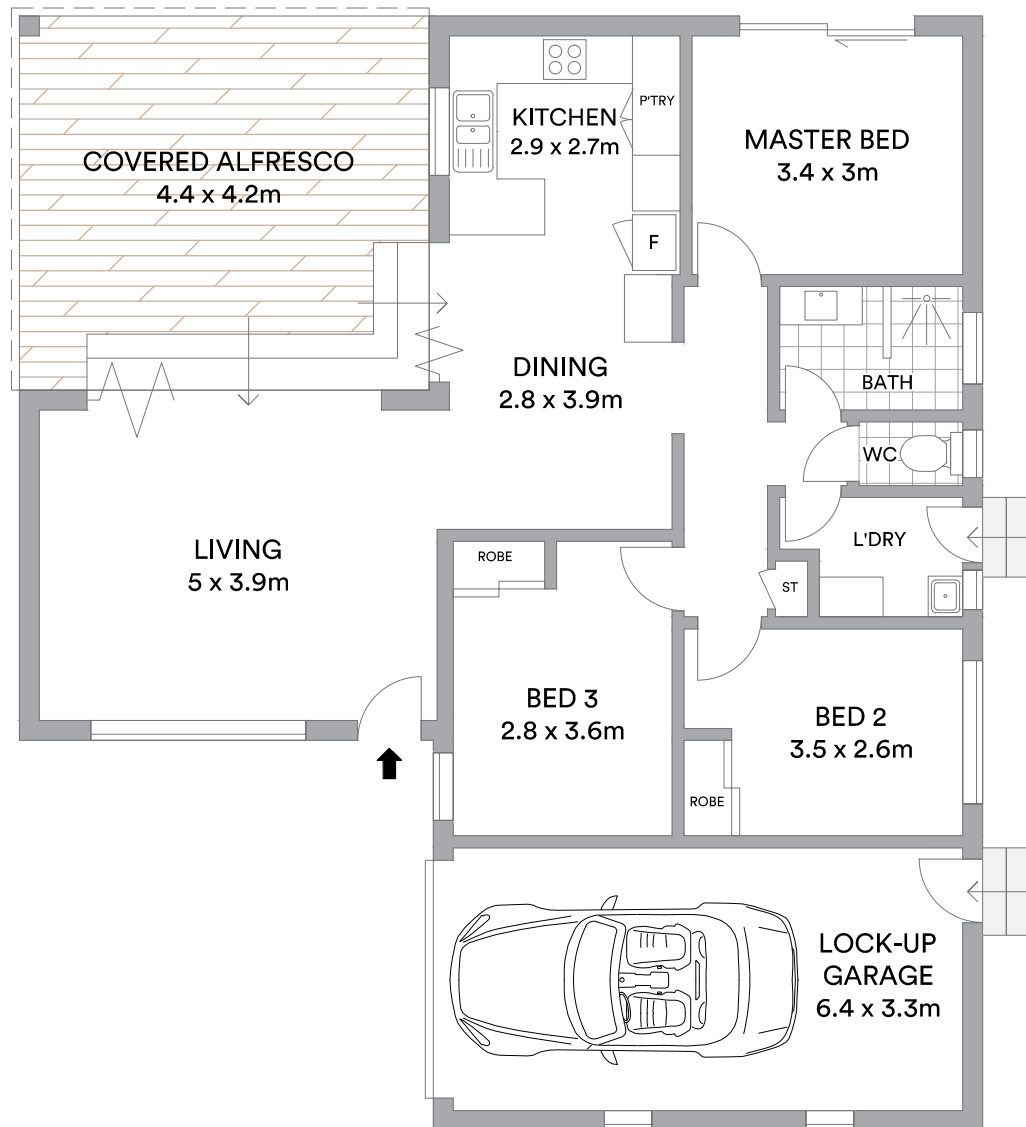 COVERED ALFRESCO
4.4 x 4.2m
KITCHEN
2.9 x 2.7m
P'TRY
F
MASTER BED
3.4 x 3m
DINING
2.8 x 3.9m
BATH
WC
L'DRY
ST
LIVING
5 x 3.9m
ROBE
BED 3
2.8 x 3.6m
BED 2
3.5 x 2.6m
ROBE
LOCK-UP
GARAGE
6.4 x 3.3m